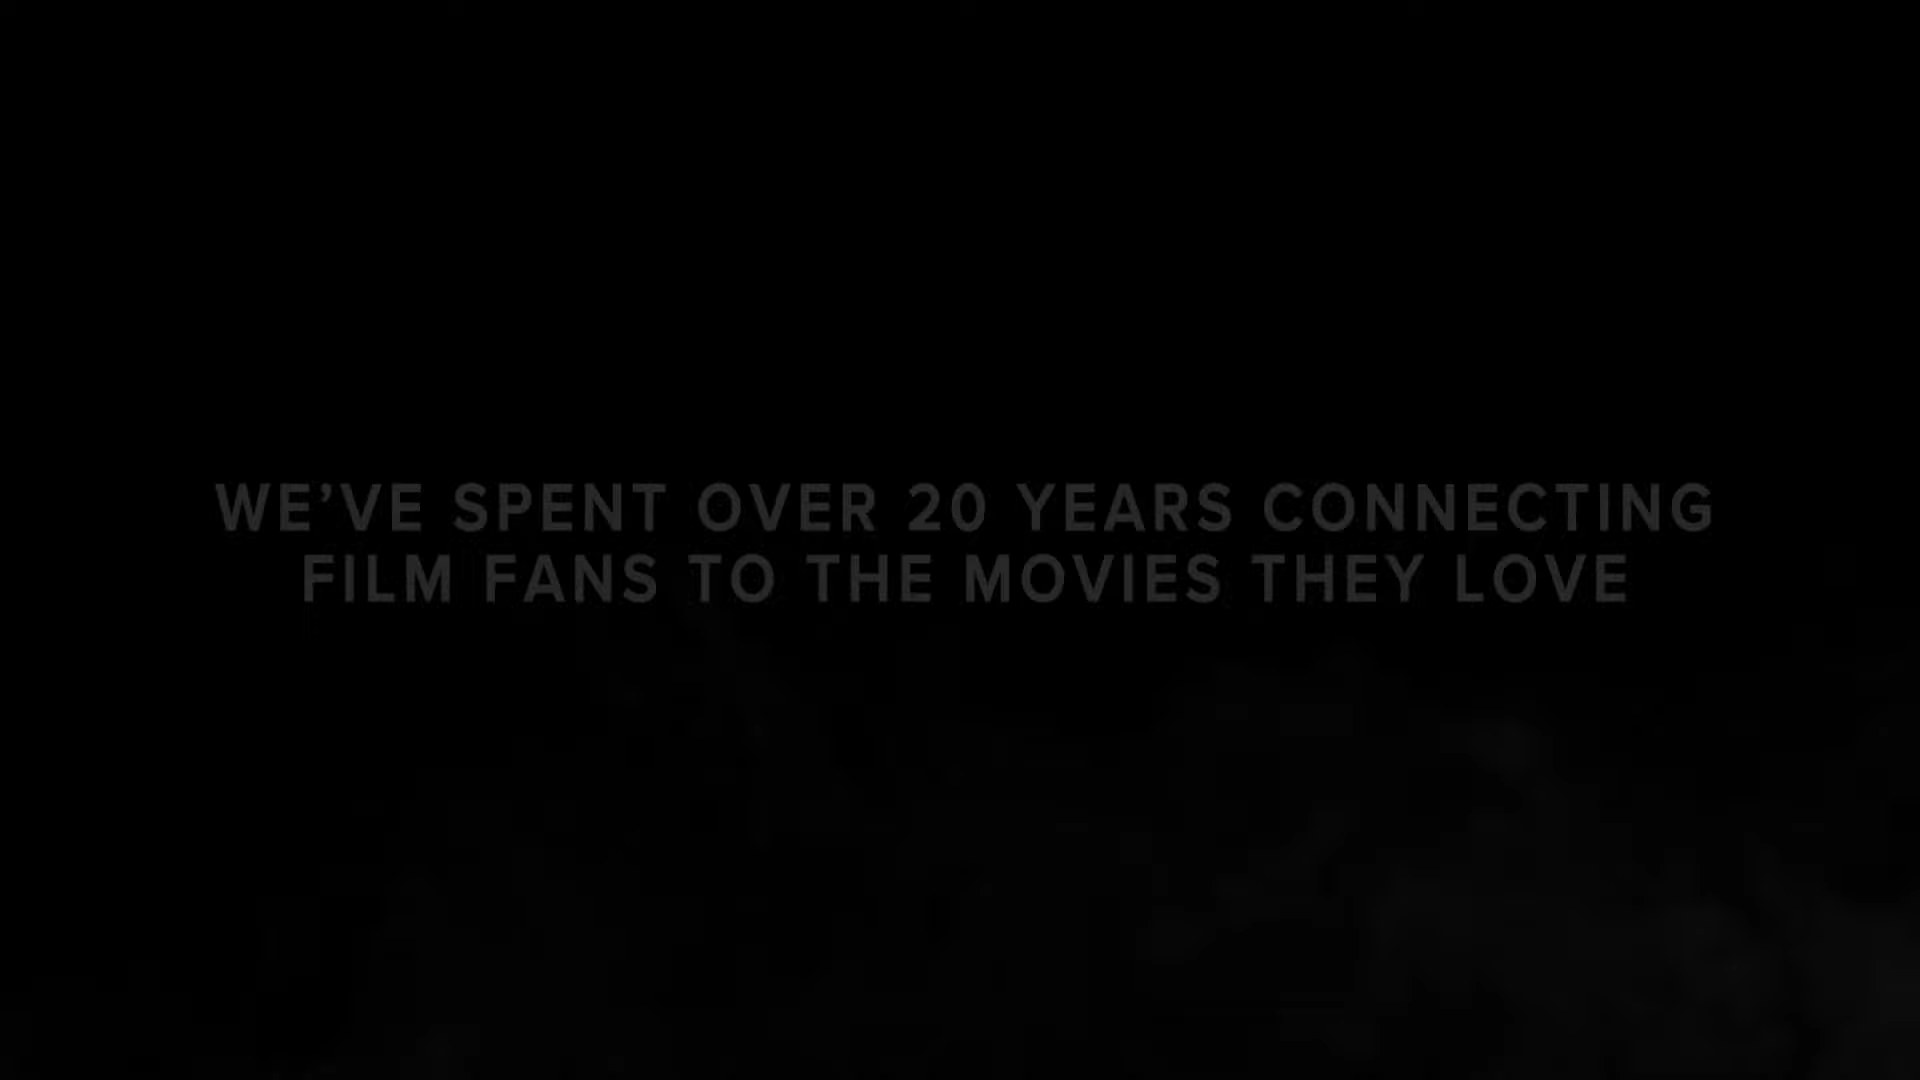 WE’VE SPENT OVER 20 YEARS CONNECTING
FILM FANS TO THE MOVIES THEY LOVE